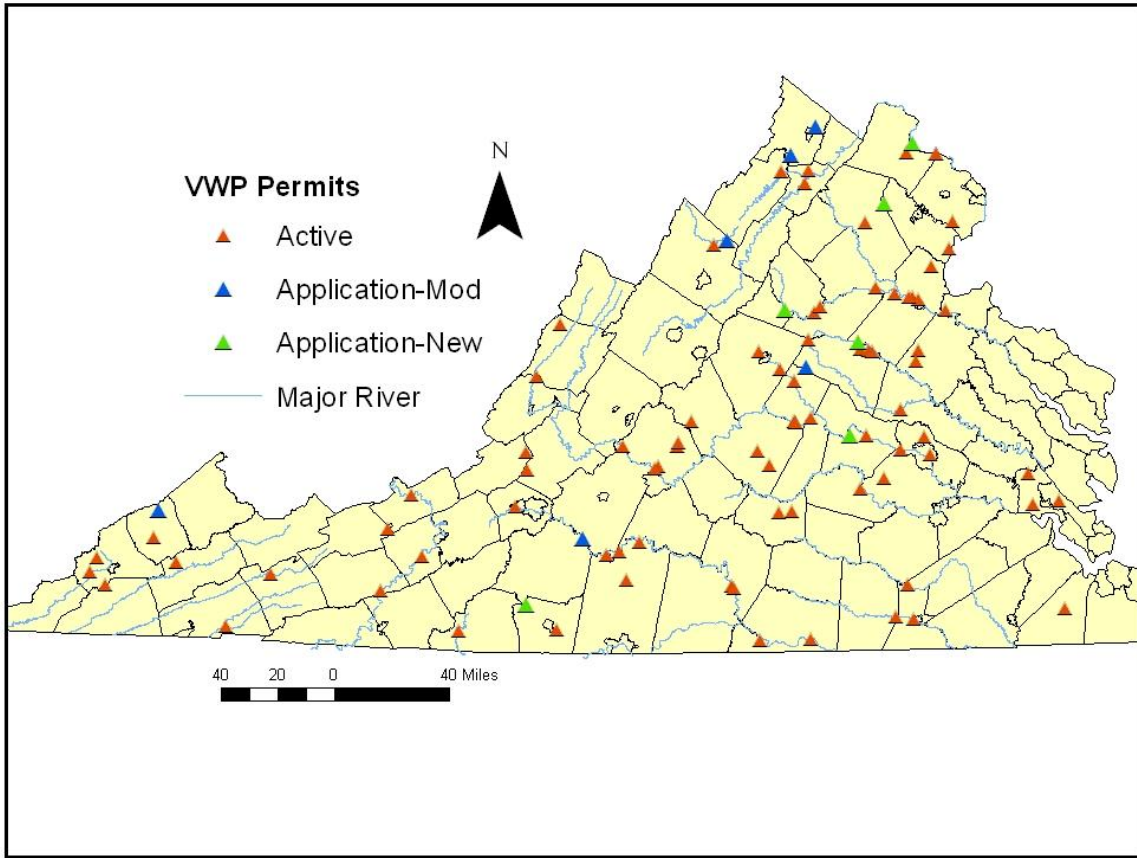 N
VWP Permits
Active
Application-Mod
Application-New
Major River
40 20 0 40 Miles